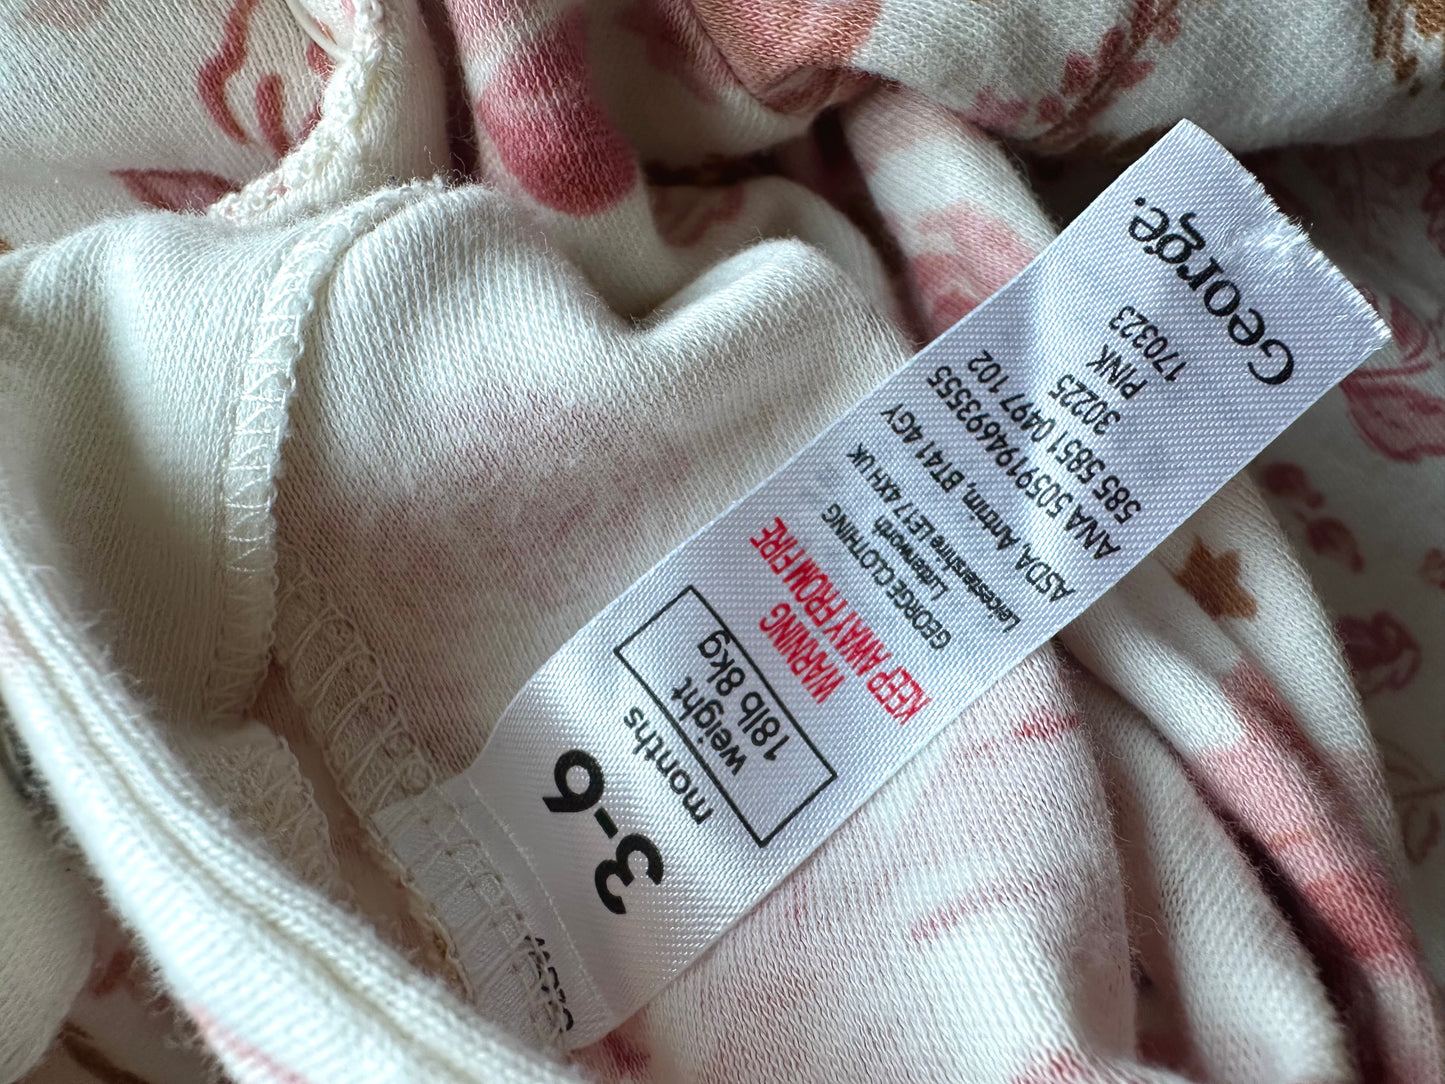 3-6
months
weight
18lb 8kg
WARNING
KEEP AWAY FROM FIRE
GEORGE CLOTHING
Lutterworth
Leicestershire LE17 4XH UK
ASDA, Antrim, BT41 4GY
ANA 5059194693555
585 5851 0497 102
30225
PINK
170323
George.